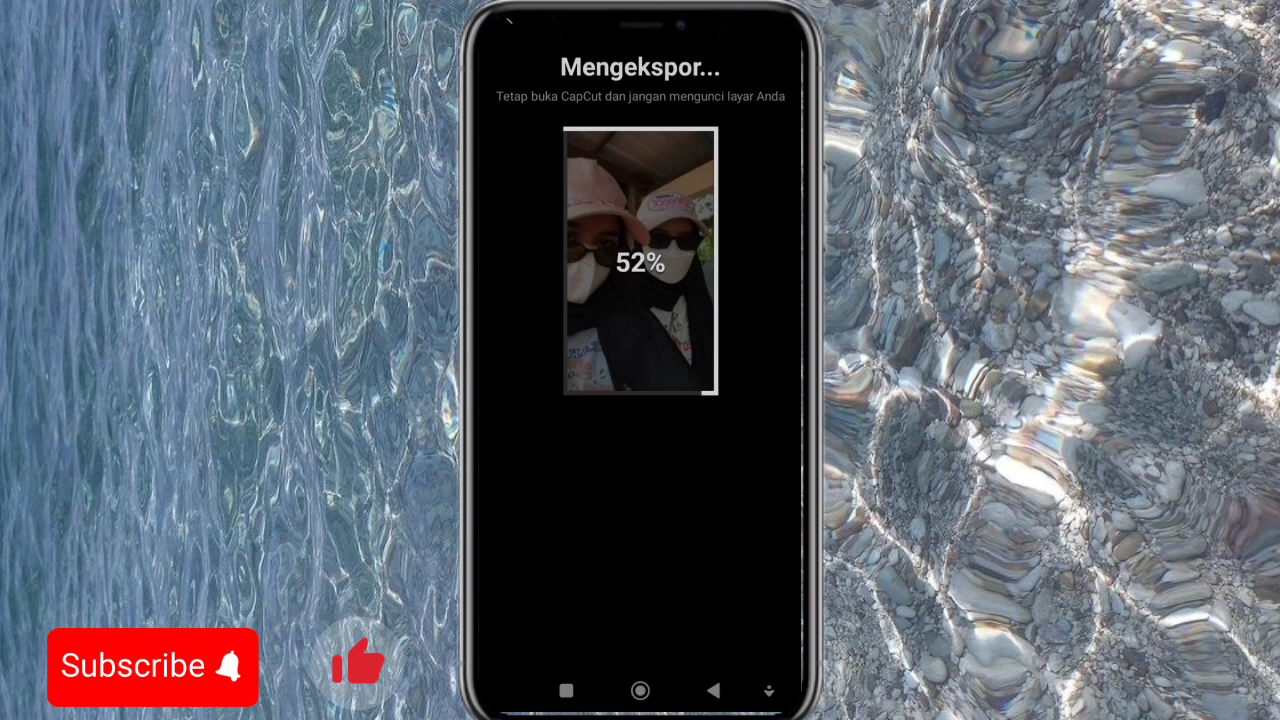 Mengekspor...
Tetap buka CapCut dan jangan mengunci layar Anda
52%
Subscribe